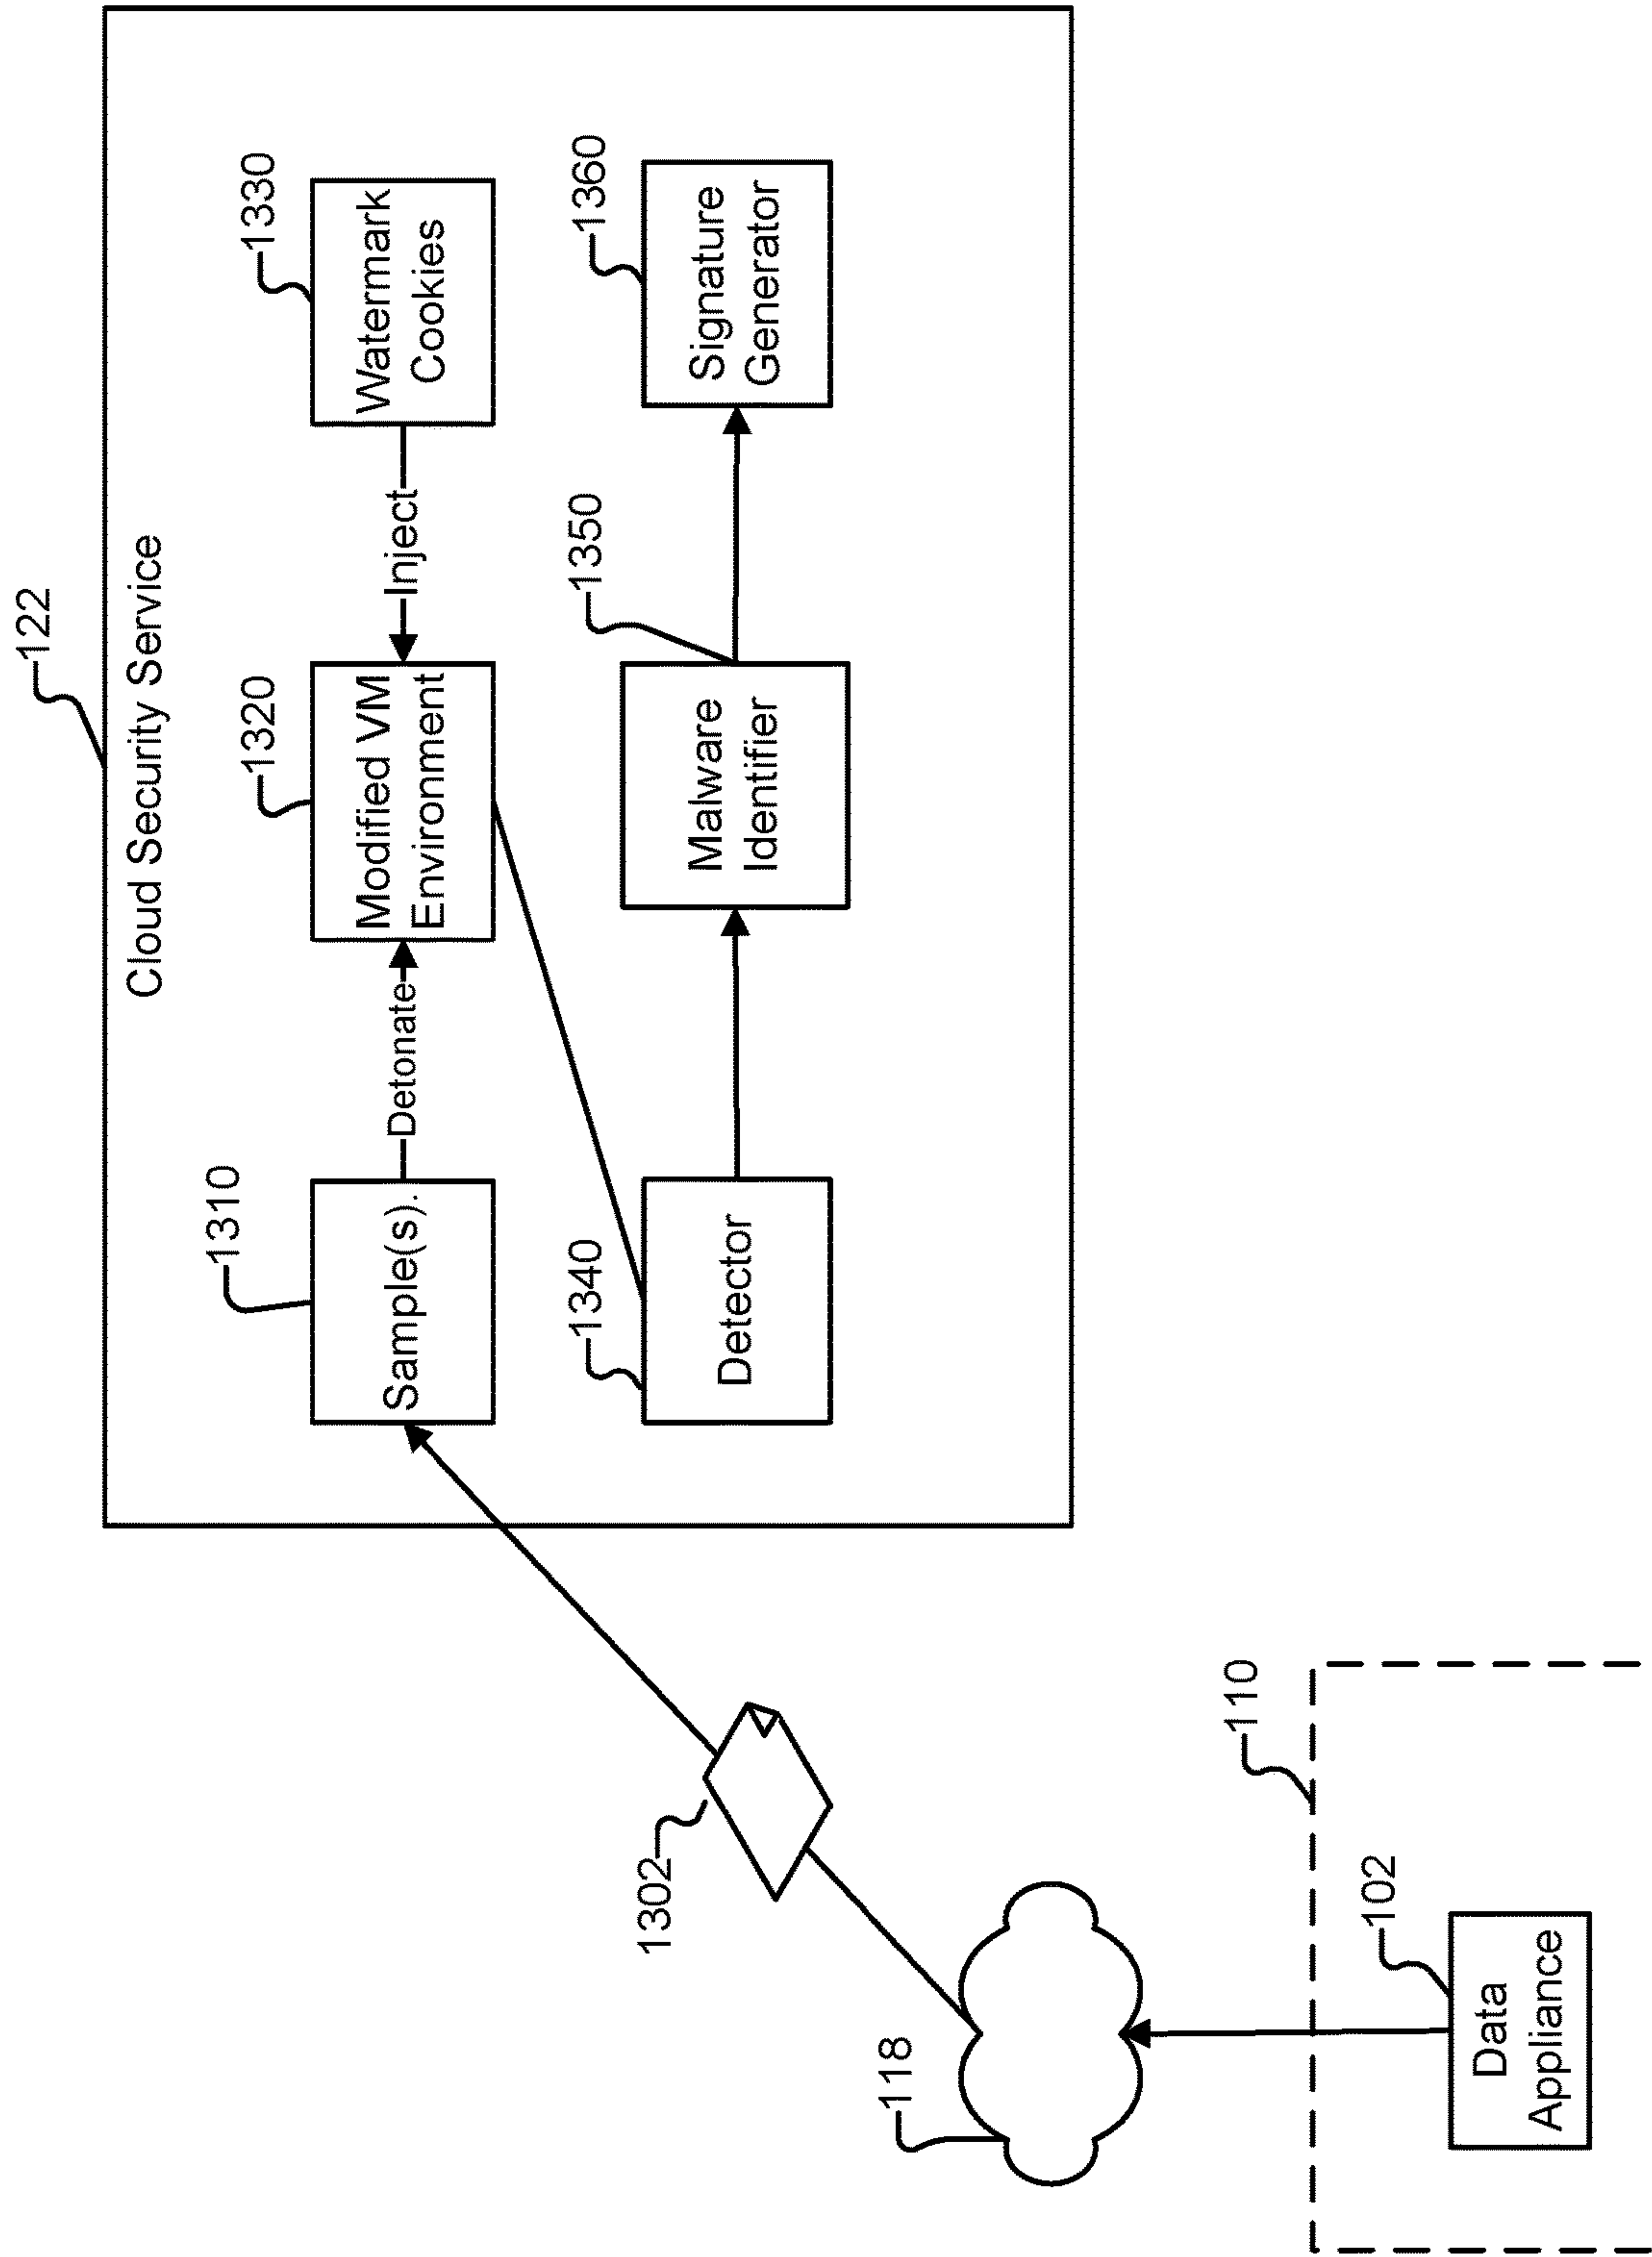 122
Cloud Security Service
1310
1320
1330
Sample(s).
Detonate
Modified VM
Environment
Inject
Watermark
Cookies
1340
1350
1360
Detector
Malware
Identifier
Signature
Generator
1302
118
110
102
Data
Appliance